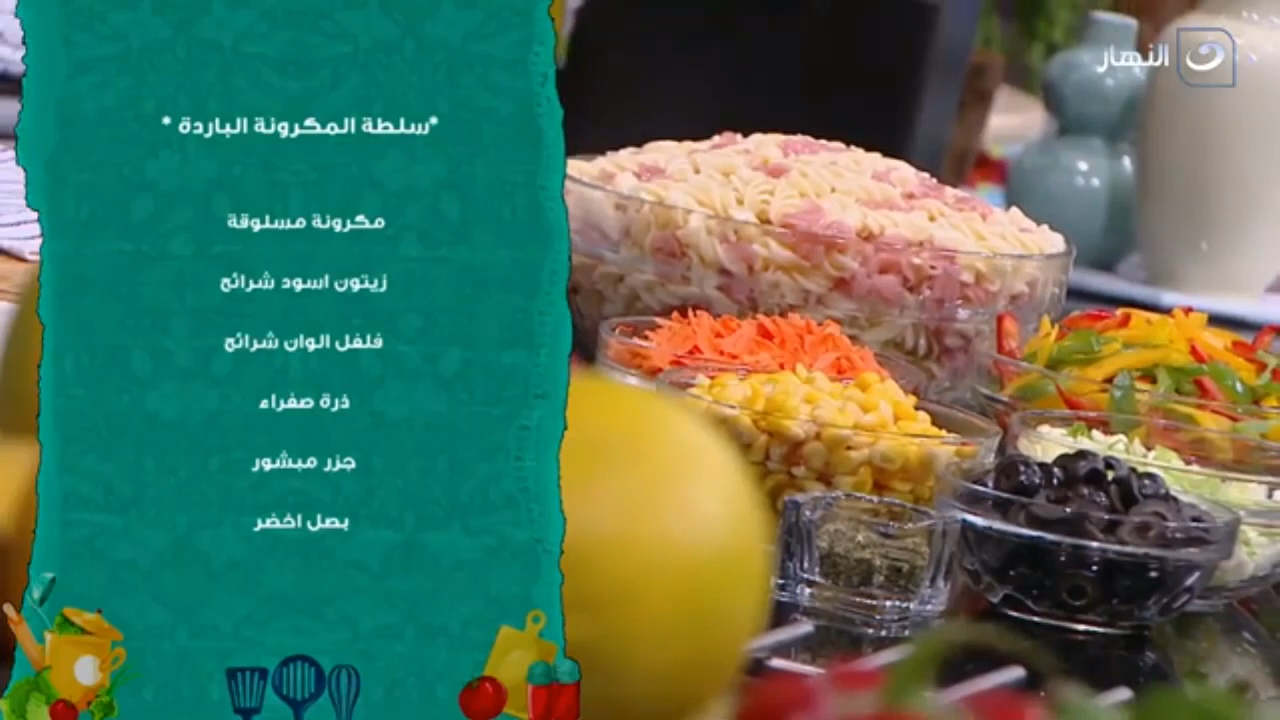 النهار
*سلطة المكرونة الباردة *
مكرونة مسلوقة
زيتون اسود شرائح
فلفل الوان شرائح
ذرة صفراء
جزر مبشور
بصل اخضر